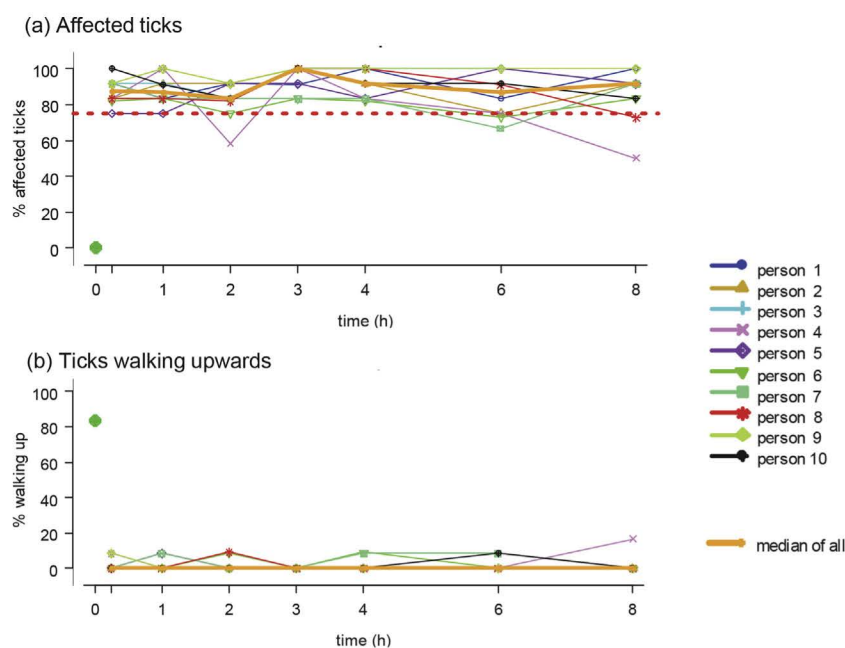 (a) Affected ticks
100
80
60
40
20
0
% affected ticks
0 1 2 3 4 6 8
time (h)
(b) Ticks walking upwards
100
80
60
40
20
0
% walking up
0 1 2 3 4 6 8
time (h)
person 1
person 2
person 3
person 4
person 5
person 6
person 7
person 8
person 9
person 10
median of all